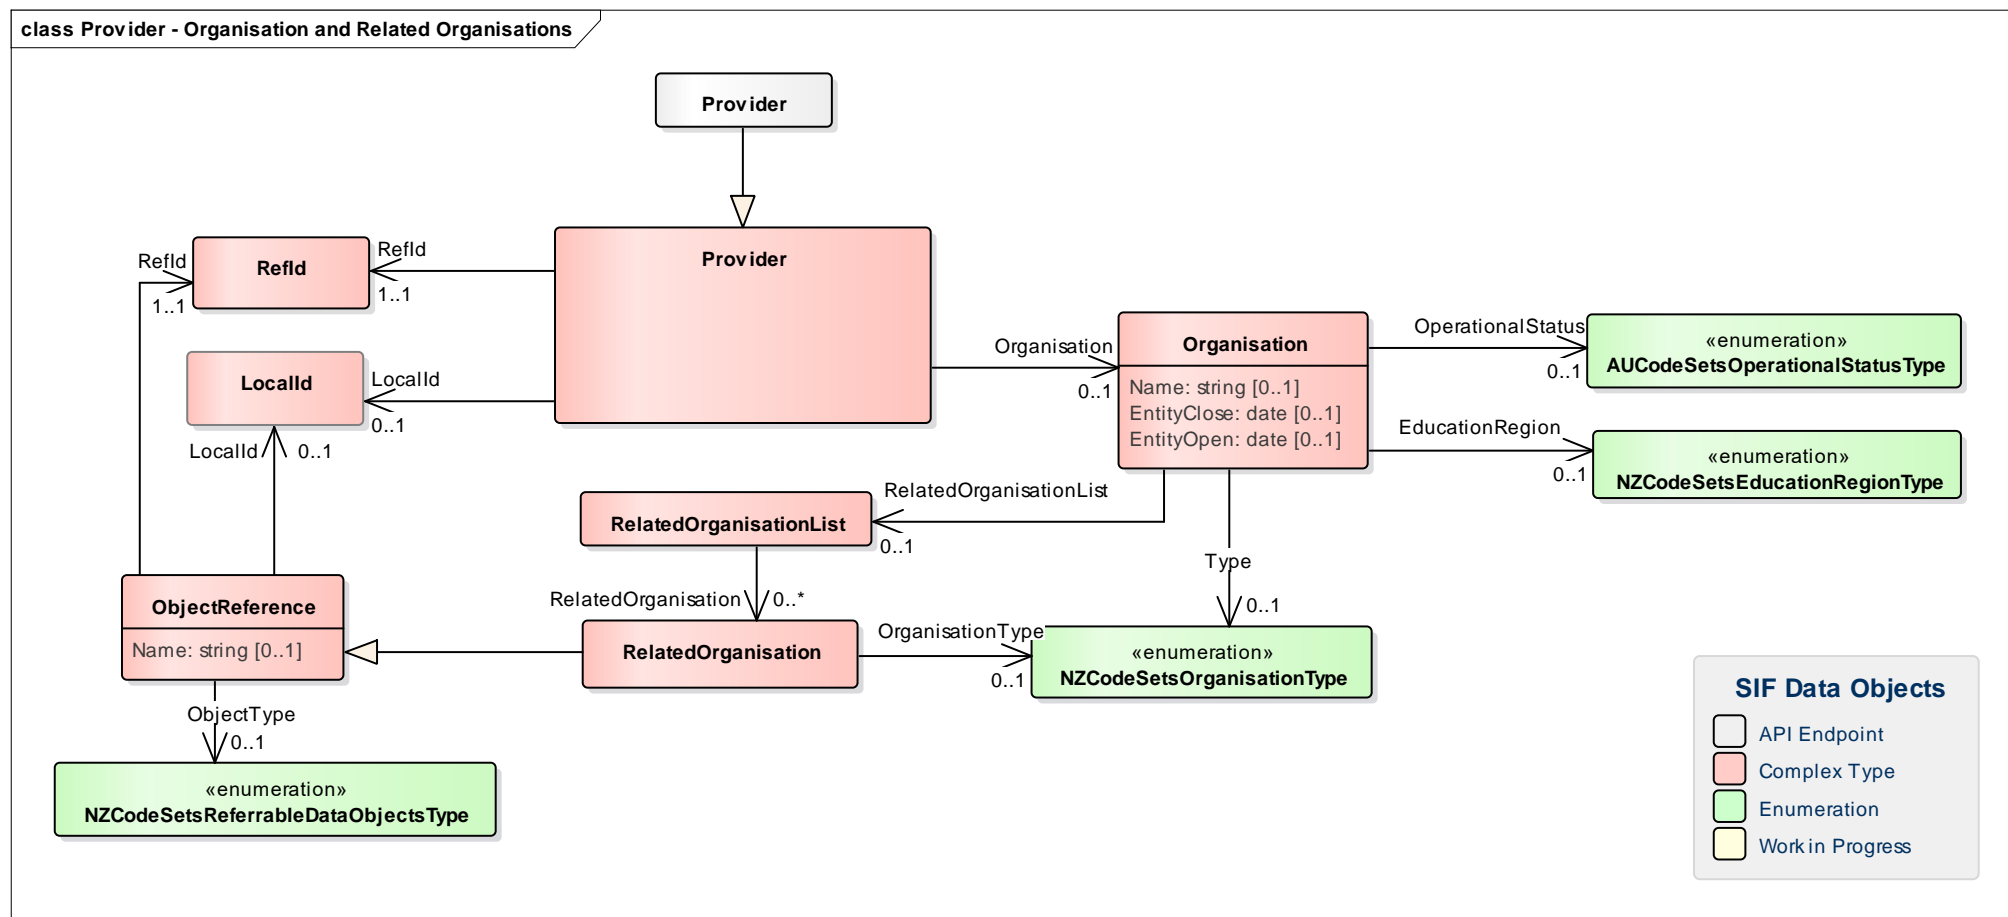 class Provider - Organisation and Related Organisations
Provider
Provider
RefId
1..1
RefId
RefId
1..1
LocalId
LocalId
0..1
LocalId
0..1
Organisation
0..1
Organisation
Name: string [0..1]
EntityClose: date [0..1]
EntityOpen: date [0..1]
OperationalStatus
0..1
«enumeration»
AUCodeSetsOperationalStatusType
EducationRegion
0..1
«enumeration»
NZCodeSetsEducationRegionType
RelatedOrganisationList
0..1
RelatedOrganisationList
Type
0..1
RelatedOrganisation
0..*
ObjectReference
Name: string [0..1]
RelatedOrganisation
OrganisationType
0..1
«enumeration»
NZCodeSetsOrganisationType
ObjectType
0..1
«enumeration»
NZCodeSetsReferrableDataObjectsType
SIF Data Objects
API Endpoint
Complex Type
Enumeration
Work in Progress